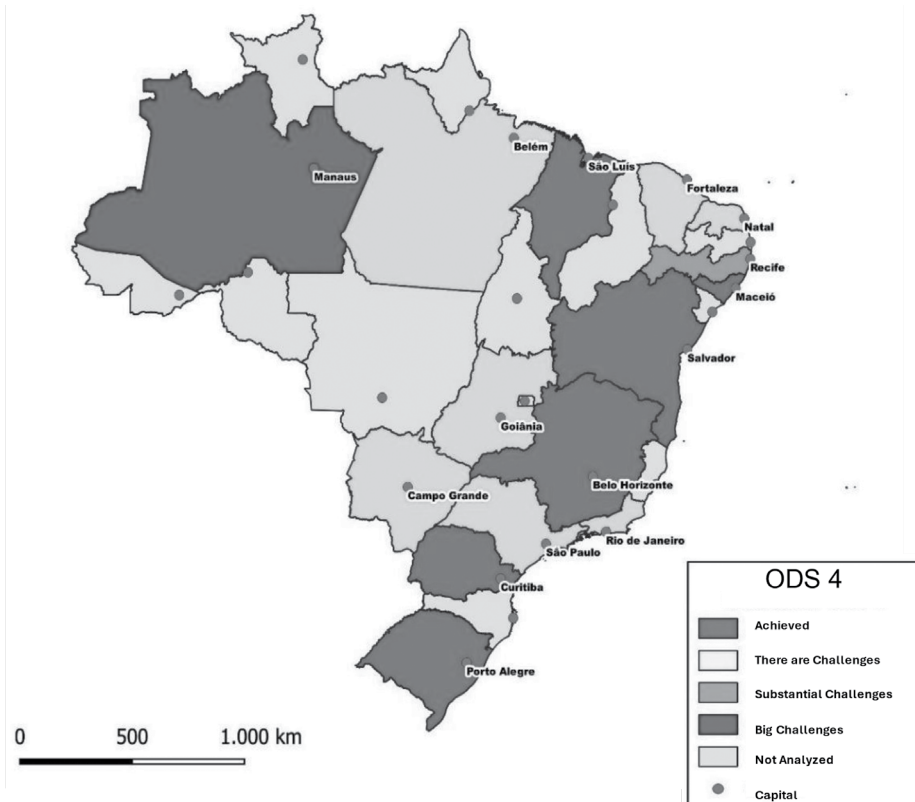 Belém
São Luís
Manaus
Fortaleza
Natal
Recife
Maceió
Salvador
Goiânia
Belo Horizonte
Campo Grande
Rio de Janeiro
São Paulo
Curitiba
Porto Alegre
ODS 4
Achieved
There are Challenges
Substantial Challenges
Big Challenges
Not Analyzed
Capital
0 500 1.000 km